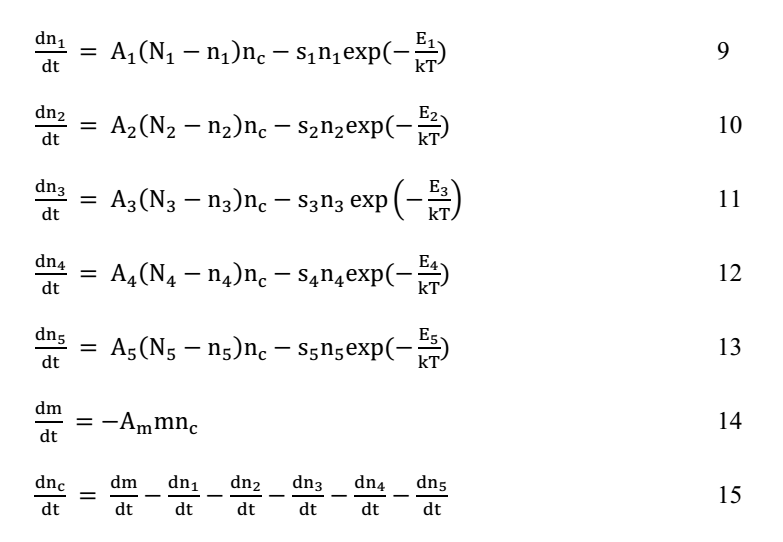 dn₁/dt = A₁(N₁ − n₁)n_c − s₁n₁exp(−E₁/kT) 9
dn₂/dt = A₂(N₂ − n₂)n_c − s₂n₂exp(−E₂/kT) 10
dn₃/dt = A₃(N₃ − n₃)n_c − s₃n₃ exp(−E₃/kT) 11
dn₄/dt = A₄(N₄ − n₄)n_c − s₄n₄exp(−E₄/kT) 12
dn₅/dt = A₅(N₅ − n₅)n_c − s₅n₅exp(−E₅/kT) 13
dm/dt = −A_m mn_c 14
dn_c/dt = dm/dt − dn₁/dt − dn₂/dt − dn₃/dt − dn₄/dt − dn₅/dt 15